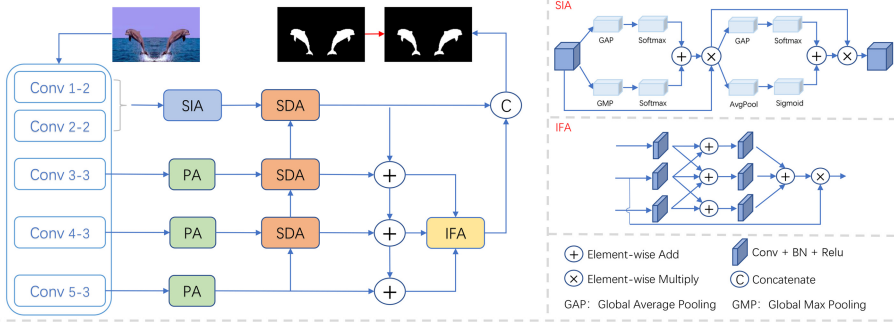 Conv 1-2
Conv 2-2
Conv 3-3
Conv 4-3
Conv 5-3
SIA
SDA
C
PA
SDA
PA
SDA
IFA
PA
SIA
GAP
Softmax
GAP
Softmax
GMP
Softmax
AvgPool
Sigmoid
IFA
Element-wise Add
Conv + BN + Relu
Element-wise Multiply
C
Concatenate
GAP: Global Average Pooling
GMP: Global Max Pooling